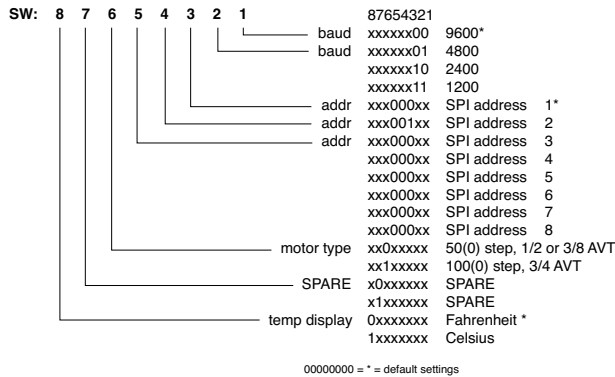 SW: 8 7 6 5 4 3 2 1 87654321
baud xxxxxx00 9600*
baud xxxxxx01 4800
xxxxxx10 2400
xxxxxx11 1200
addr xxx000xx SPI address 1*
addr xxx001xx SPI address 2
addr xxx000xx SPI address 3
xxx000xx SPI address 4
xxx000xx SPI address 5
xxx000xx SPI address 6
xxx000xx SPI address 7
xxx000xx SPI address 8
motor type xx0xxxxx 50(0) step, 1/2 or 3/8 AVT
xx1xxxxx 100(0) step, 3/4 AVT
SPARE x0xxxxxx SPARE
x1xxxxxx SPARE
temp display 0xxxxxxx Fahrenheit *
1xxxxxxx Celsius
00000000 = * = default settings